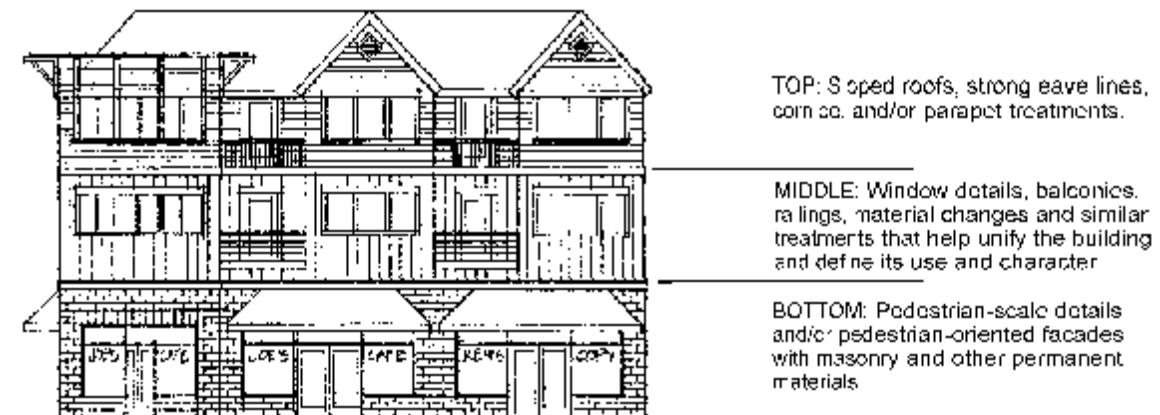 TOP: Sloped roofs, strong eave lines,
cornice, and/or parapet treatments.
MIDDLE: Window details, balconies,
railings, material changes and similar
treatments that help unify the building
and define its use and character
BOTTOM: Pedestrian-scale details
and/or pedestrian-oriented facades
with masonry and other permanent
materials
JOE'S CAFE